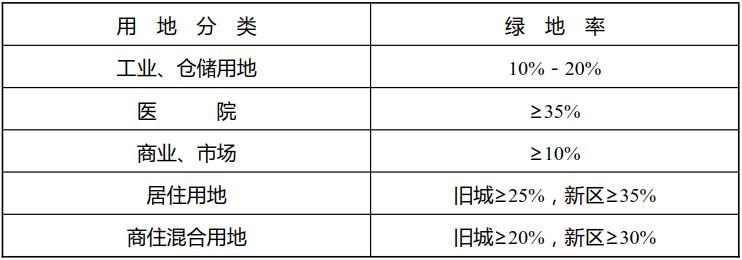 用 地 分 类 绿 地 率
工业、仓储用地 10% - 20%
医 院 ≥35%
商业、市场 ≥10%
居住用地 旧城≥25%，新区≥35%
商住混合用地 旧城≥20%，新区≥30%